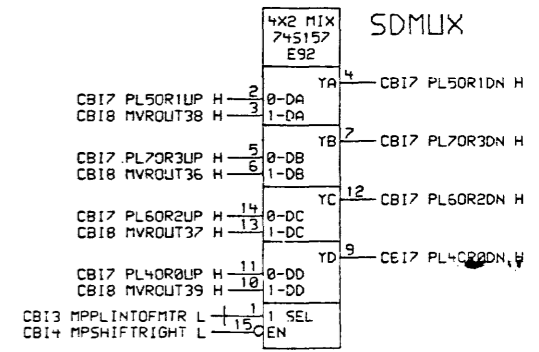 4X2 MIX
74S157
E92
SDMUX
YA 4 CBI7 PL5OR1DN H
CBI7 PL5OR1UP H 2 0-DA
CBI8 MVROUT38 H 3 1-DA
YB 7 CBI7 PL7OR3DN H
CBI7 PL7OR3UP H 5 0-DB
CBI8 MVROUT36 H 6 1-DB
YC 12 CBI7 PL6OR2DN H
CBI7 PL6OR2UP H 14 0-DC
CBI8 MVROUT37 H 13 1-DC
YD 9 CEI7 PL4CR0DN H
CBI7 PL4OR0UP H 11 0-DD
CBI8 MVROUT39 H 10 1-DD
CBI3 MPPLINTOFMTR L 1 1 SEL
CBI4 MPSHIFTRIGHT L 15 EN